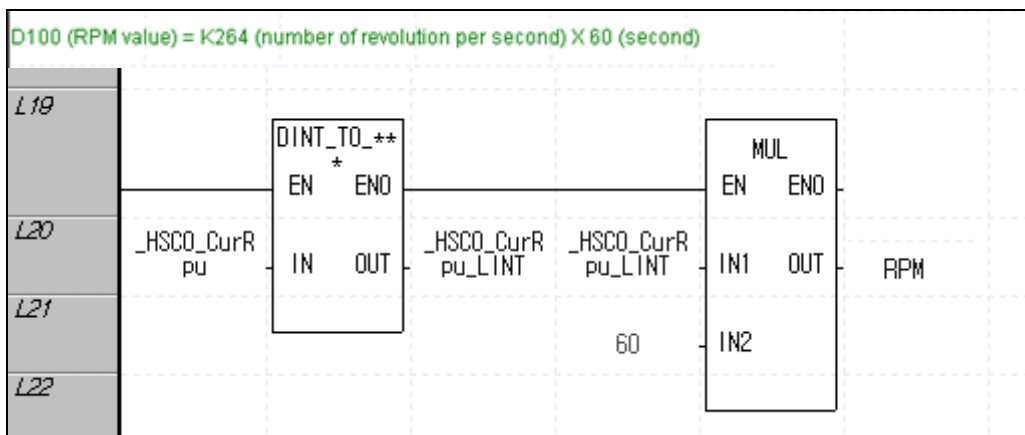 D100 (RPM value) = K264 (number of revolution per second) X 60 (second)
L19
DINT_TO_**
*
EN ENO
MUL
EN ENO
L20
_HSC0_CurR
pu
IN OUT
_HSC0_CurR
pu_LINT
_HSC0_CurR
pu_LINT
IN1 OUT
RPM
L21
60
IN2
L22